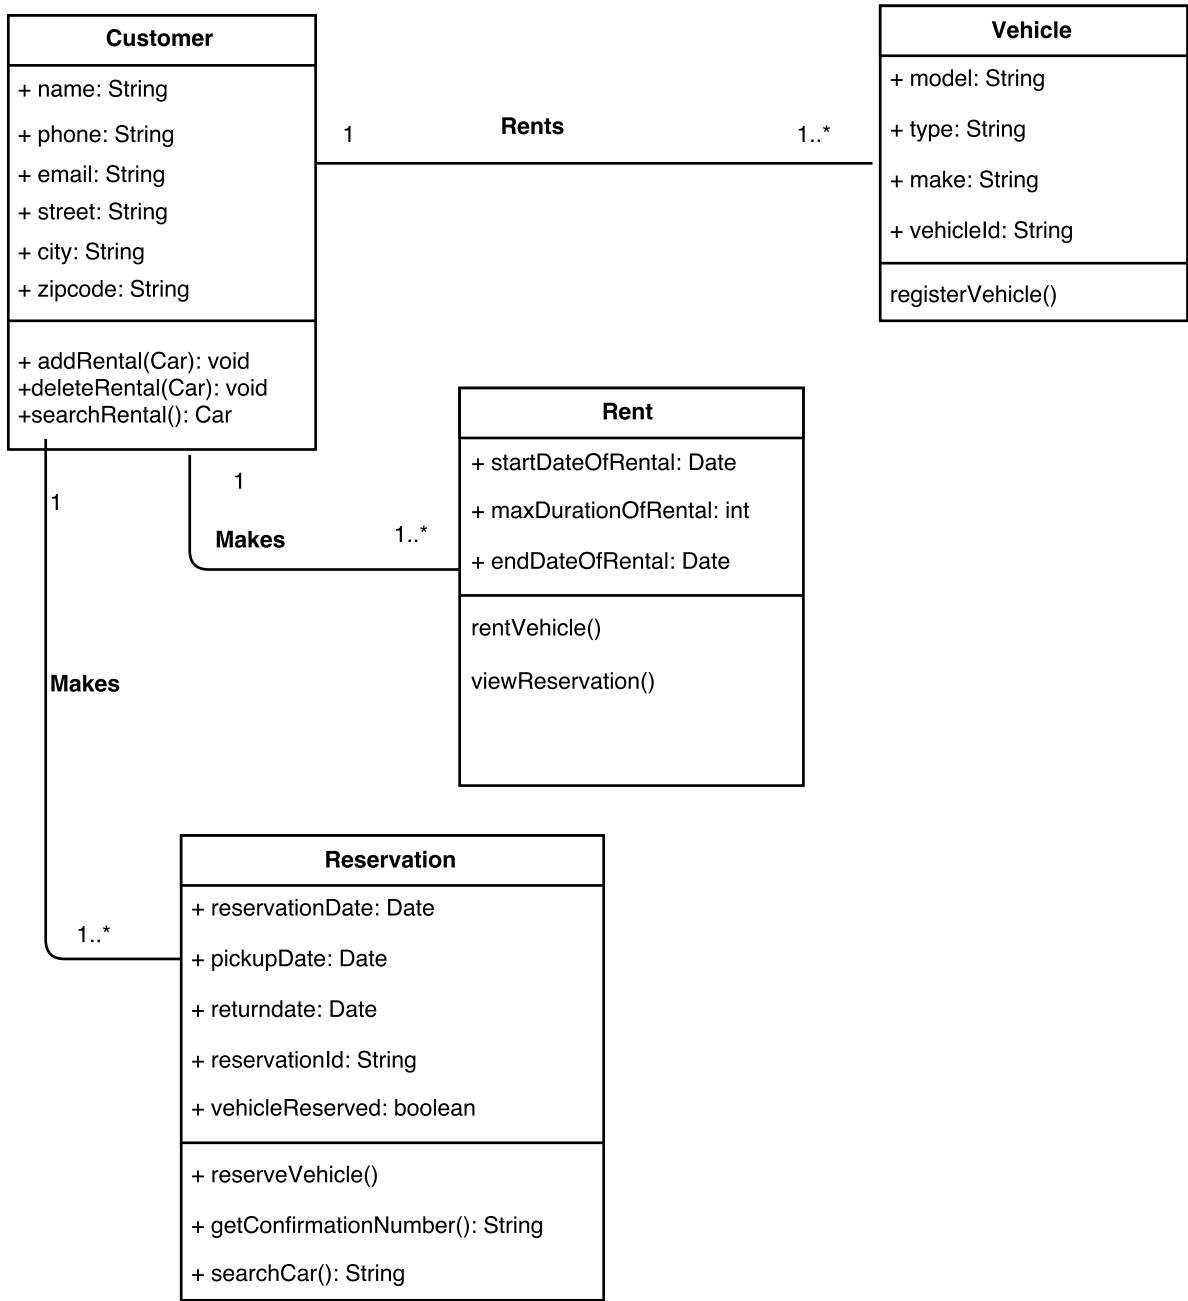 Customer
+ name: String
+ phone: String
+ email: String
+ street: String
+ city: String
+ zipcode: String
+ addRental(Car): void
+deleteRental(Car): void
+searchRental(): Car
1
Rents
1..*
Vehicle
+ model: String
+ type: String
+ make: String
+ vehicleId: String
registerVehicle()
1
Makes
1..*
Rent
+ startDateOfRental: Date
+ maxDurationOfRental: int
+ endDateOfRental: Date
rentVehicle()
viewReservation()
1
Makes
1..*
Reservation
+ reservationDate: Date
+ pickupDate: Date
+ returndate: Date
+ reservationId: String
+ vehicleReserved: boolean
+ reserveVehicle()
+ getConfirmationNumber(): String
+ searchCar(): String